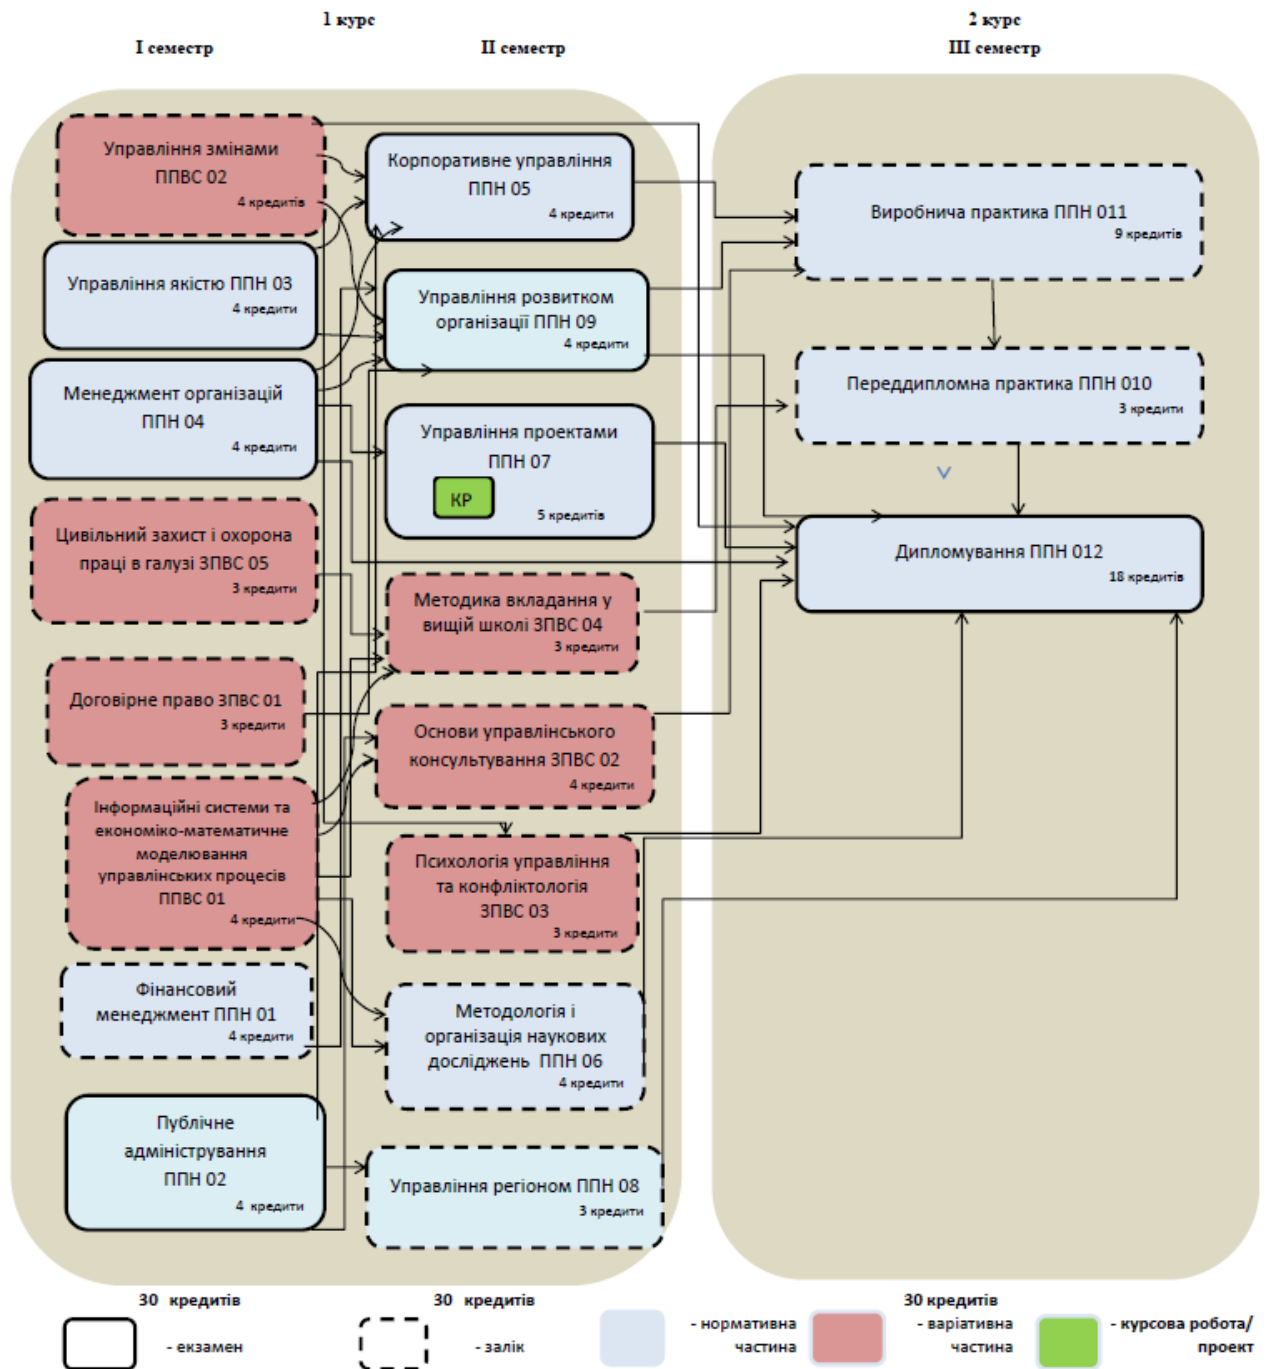 1 курс
2 курс
I семестр
II семестр
III семестр
Управління змінами
ППВС 02
4 кредитів
Управління якістю ППН 03
4 кредити
Менеджмент організацій
ППН 04
4 кредити
Цивільний захист і охорона
праці в галузі ЗПВС 05
3 кредити
Договірне право ЗПВС 01
3 кредити
Інформаційні системи та
економіко-математичне
моделювання
управлінських процесів
ППВС 01
4 кредити
Фінансовий
менеджмент ППН 01
4 кредити
Публічне
адміністрування
ППН 02
4 кредити
Корпоративне управління
ППН 05
4 кредити
Управління розвитком
організації ППН 09
4 кредити
Управління проектами
ППН 07
КР
5 кредитів
Методика вкладання у
вищій школі ЗПВС 04
3 кредити
Основи управлінського
консультування ЗПВС 02
4 кредити
Психологія управління
та конфліктологія
ЗПВС 03
3 кредити
Методологія і
організація наукових
досліджень ППН 06
4 кредити
Управління регіоном ППН 08
3 кредити
Виробнича практика ППН 011
9 кредитів
Переддипломна практика ППН 010
3 кредити
Дипломування ППН 012
18 кредитів
30 кредитів
30 кредитів
30 кредитів
- екзамен
- залік
- нормативна
частина
- варіативна
частина
- курсова робота/
проект